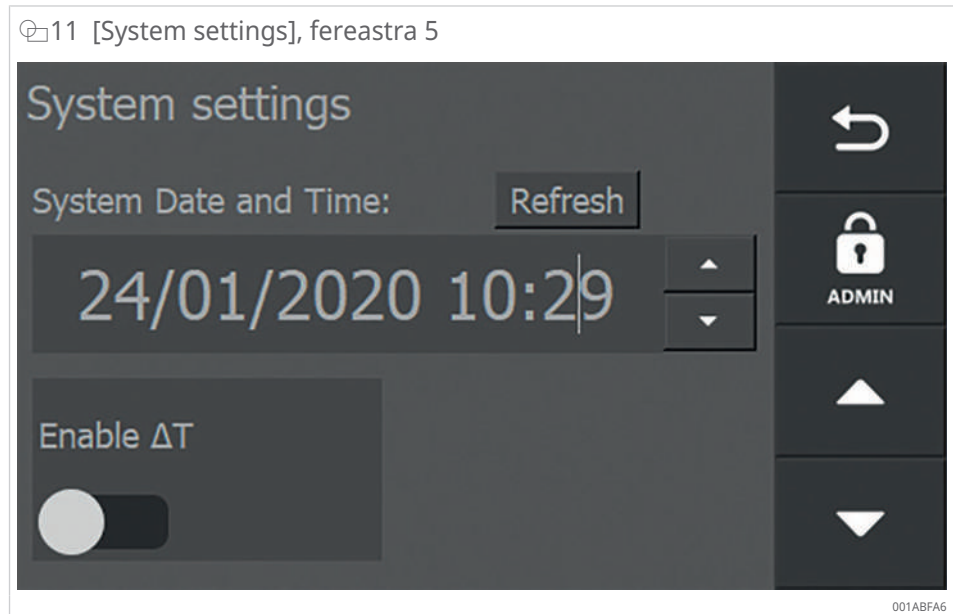 11 [System settings], fereastra 5
System settings
System Date and Time:
Refresh
24/01/2020 10:29
ADMIN
Enable ΔT
001ABFA6